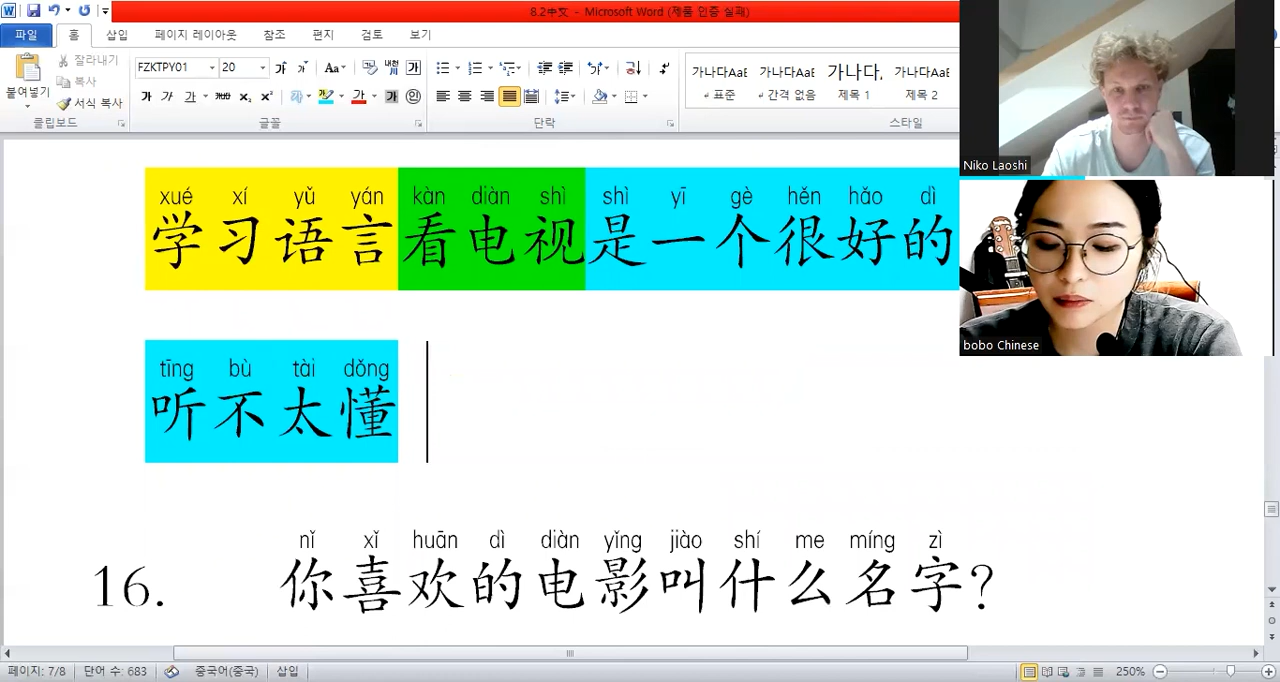 8.2中文 - Microsoft Word (제품 인증 실패)
파일 홈 삽입 페이지 레이아웃 참조 편지 검토 보기
잘라내기
복사
붙여넣기 서식 복사
클립보드
FZKTPY01 20
글꼴
단락
가나다AaB 가나다AaB 가나다, 가나다AaB
표준 간격 없음 제목 1 제목 2
스타일
Niko Laoshi
bobo Chinese
xué xí yǔ yán kàn diàn shì shì yī gè hěn hǎo dì
学习语言看电视是一个很好的
tīng bù tài dǒng
听不太懂
nǐ xǐ huān dì diàn yǐng jiào shí me míng zì
16. 你喜欢的电影叫什么名字?
페이지: 7/8 단어 수: 683 중국어(중국) 삽입 250%